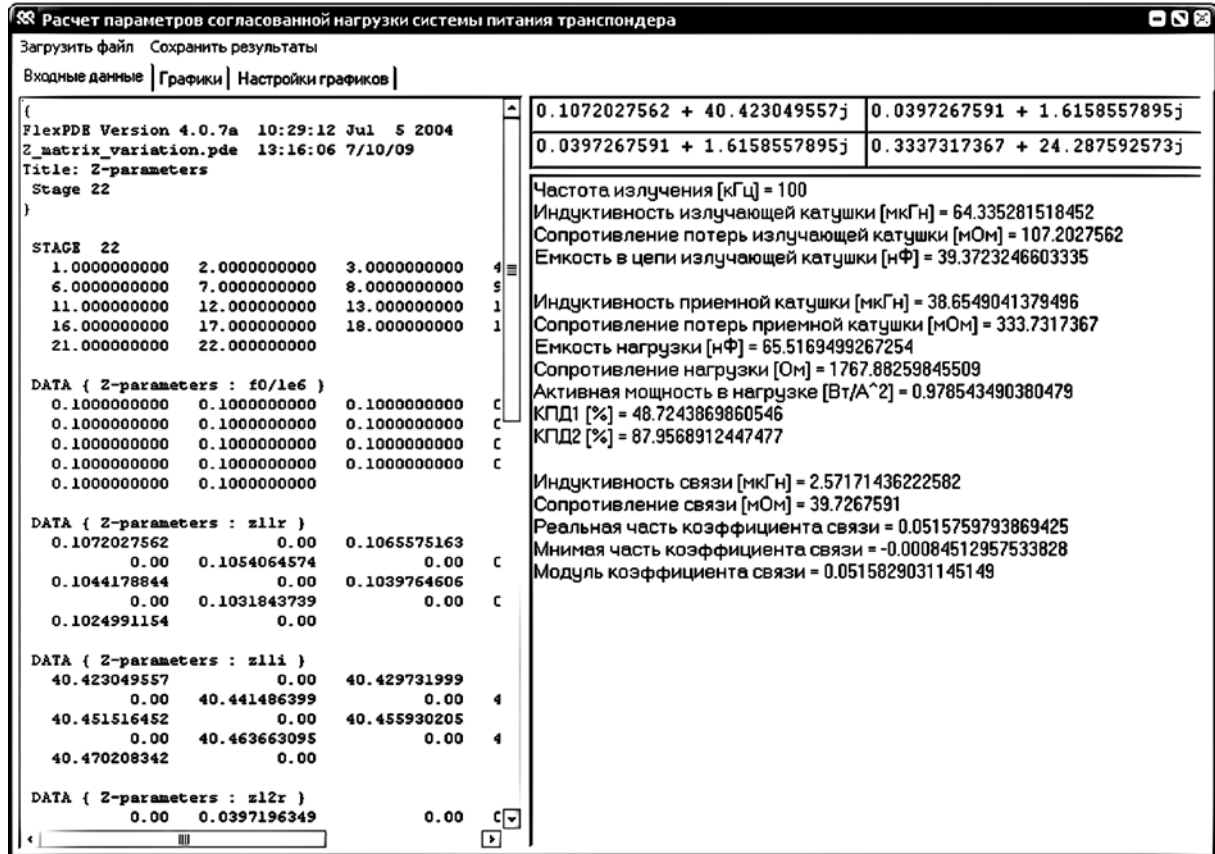 Расчет параметров согласованной нагрузки системы питания транспондера
Загрузить файл Сохранить результаты
Входные данные Графики Настройки графиков
{
FlexPDE Version 4.0.7a 10:29:12 Jul 5 2004
Z_matrix_variation.pde 13:16:06 7/10/09
Title: Z-parameters
Stage 22
}
STAGE 22
1.0000000000 2.0000000000 3.0000000000 4
6.0000000000 7.0000000000 8.0000000000
11.000000000 12.000000000 13.000000000 1
16.000000000 17.000000000 18.000000000 1
21.000000000 22.000000000
DATA { Z-parameters : f0/1e6 }
0.1000000000 0.1000000000 0.1000000000
0.1000000000 0.1000000000 0.1000000000
0.1000000000 0.1000000000 0.1000000000
0.1000000000 0.1000000000 0.1000000000
0.1000000000 0.1000000000
DATA { Z-parameters : z11r }
0.1072027562 0.00 0.1065575163
0.00 0.1054064574 0.00
0.1044178844 0.00 0.1039764606
0.00 0.1031843739 0.00
0.1024991154 0.00
DATA { Z-parameters : z11i }
40.423049557 0.00 40.429731999
0.00 40.441486399 0.00 4
40.451516452 0.00 40.455930205
0.00 40.463663095 0.00 4
40.470208342 0.00
DATA { Z-parameters : z12r }
0.00 0.0397196349 0.00
0.1072027562 + 40.423049557j 0.0397267591 + 1.6158557895j
0.0397267591 + 1.6158557895j 0.3337317367 + 24.287592573j
Частота излучения [кГц] = 100
Индуктивность излучающей катушки [мкГн] = 64.335281518452
Сопротивление потерь излучающей катушки [мОм] = 107.2027562
Емкость в цепи излучающей катушки [нФ] = 39.3723246603335
Индуктивность приемной катушки [мкГн] = 38.6549041379496
Сопротивление потерь приемной катушки [мОм] = 333.7317367
Емкость нагрузки [нФ] = 65.5169499267254
Сопротивление нагрузки [Ом] = 1767.88259845509
Активная мощность в нагрузке [Вт/А^2] = 0.978543490380479
КПД1 [%] = 48.7243869860546
КПД2 [%] = 87.9568912447477
Индуктивность связи [мкГн] = 2.57171436222582
Сопротивление связи [мОм] = 39.7267591
Реальная часть коэффициента связи = 0.0515759793869425
Мнимая часть коэффициента связи = -0.00084512957533828
Модуль коэффициента связи = 0.0515829031145149